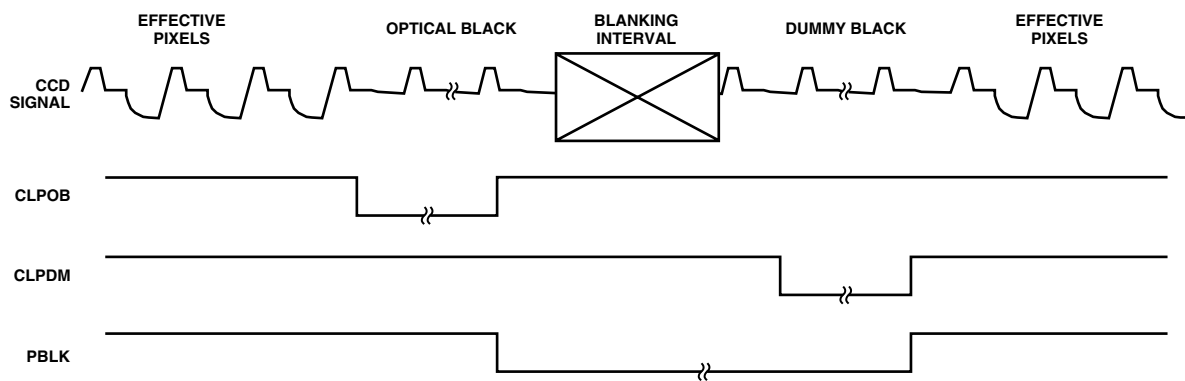 EFFECTIVE
PIXELS
OPTICAL BLACK
BLANKING
INTERVAL
DUMMY BLACK
EFFECTIVE
PIXELS
CCD
SIGNAL
CLPOB
CLPDM
PBLK